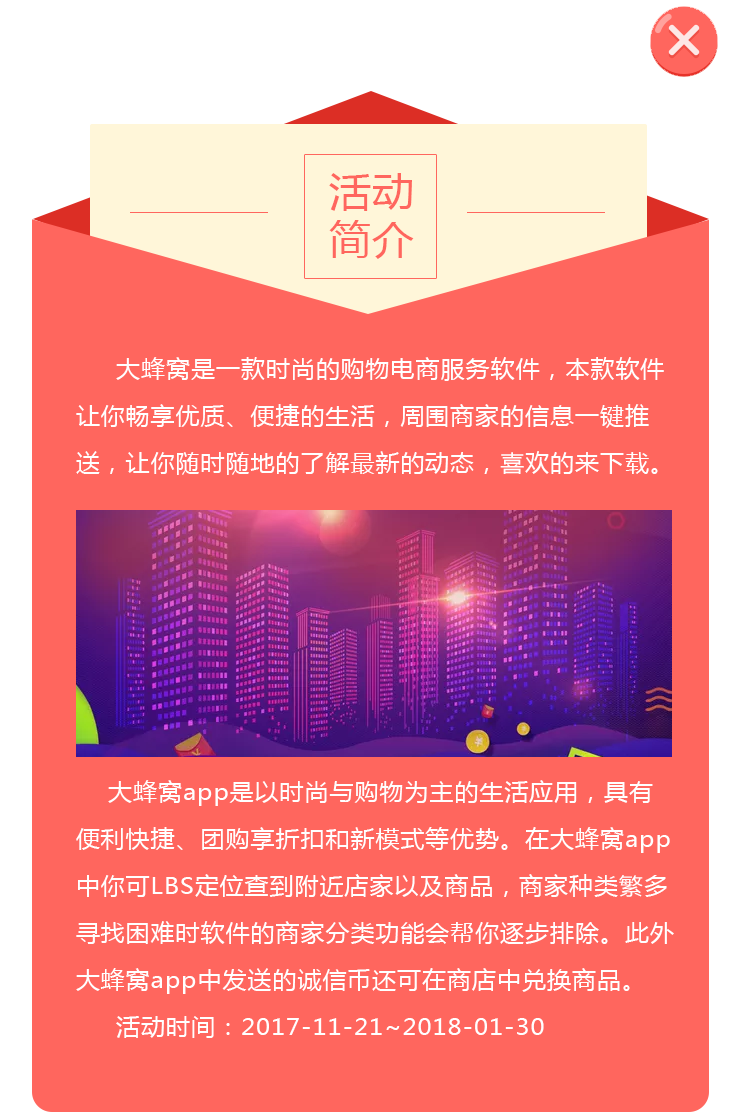 活动
简介
大蜂窝是一款时尚的购物电商服务软件，本款软件
让你畅享优质、便捷的生活，周围商家的信息一键推
送，让你随时随地的了解最新的动态，喜欢的来下载。
大蜂窝app是以时尚与购物为主的生活应用，具有
便利快捷、团购享折扣和新模式等优势。在大蜂窝app
中你可LBS定位查到附近店家以及商品，商家种类繁多
寻找困难时软件的商家分类功能会帮你逐步排除。此外
大蜂窝app中发送的诚信币还可在商店中兑换商品。
活动时间：2017-11-21~2018-01-30